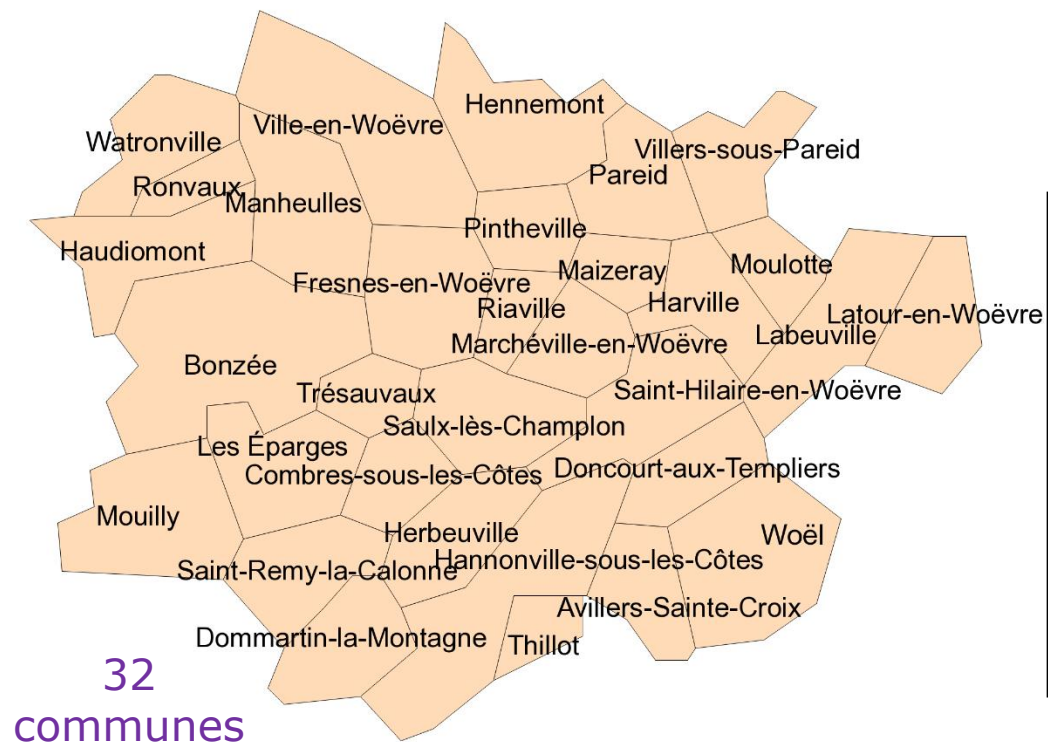 Hennemont
Ville-en-Woëvre
Watronville
Villers-sous-Pareid
Pareid
Ronvaux
Manheulles
Pintheville
Haudiomont
Moulotte
Maizeray
Fresnes-en-Woëvre
Riaville
Harville
Latour-en-Woëvre
Labeuville
Marchéville-en-Woëvre
Bonzée
Trésauvaux
Saint-Hilaire-en-Woëvre
Saulx-lès-Champlon
Les Éparges
Combres-sous-les-Côtes
Doncourt-aux-Templiers
Mouilly
Herbeuville
Woël
Hannonville-sous-les-Côtes
Saint-Remy-la-Calonne
Avillers-Sainte-Croix
Dommartin-la-Montagne
Thillot
32
communes